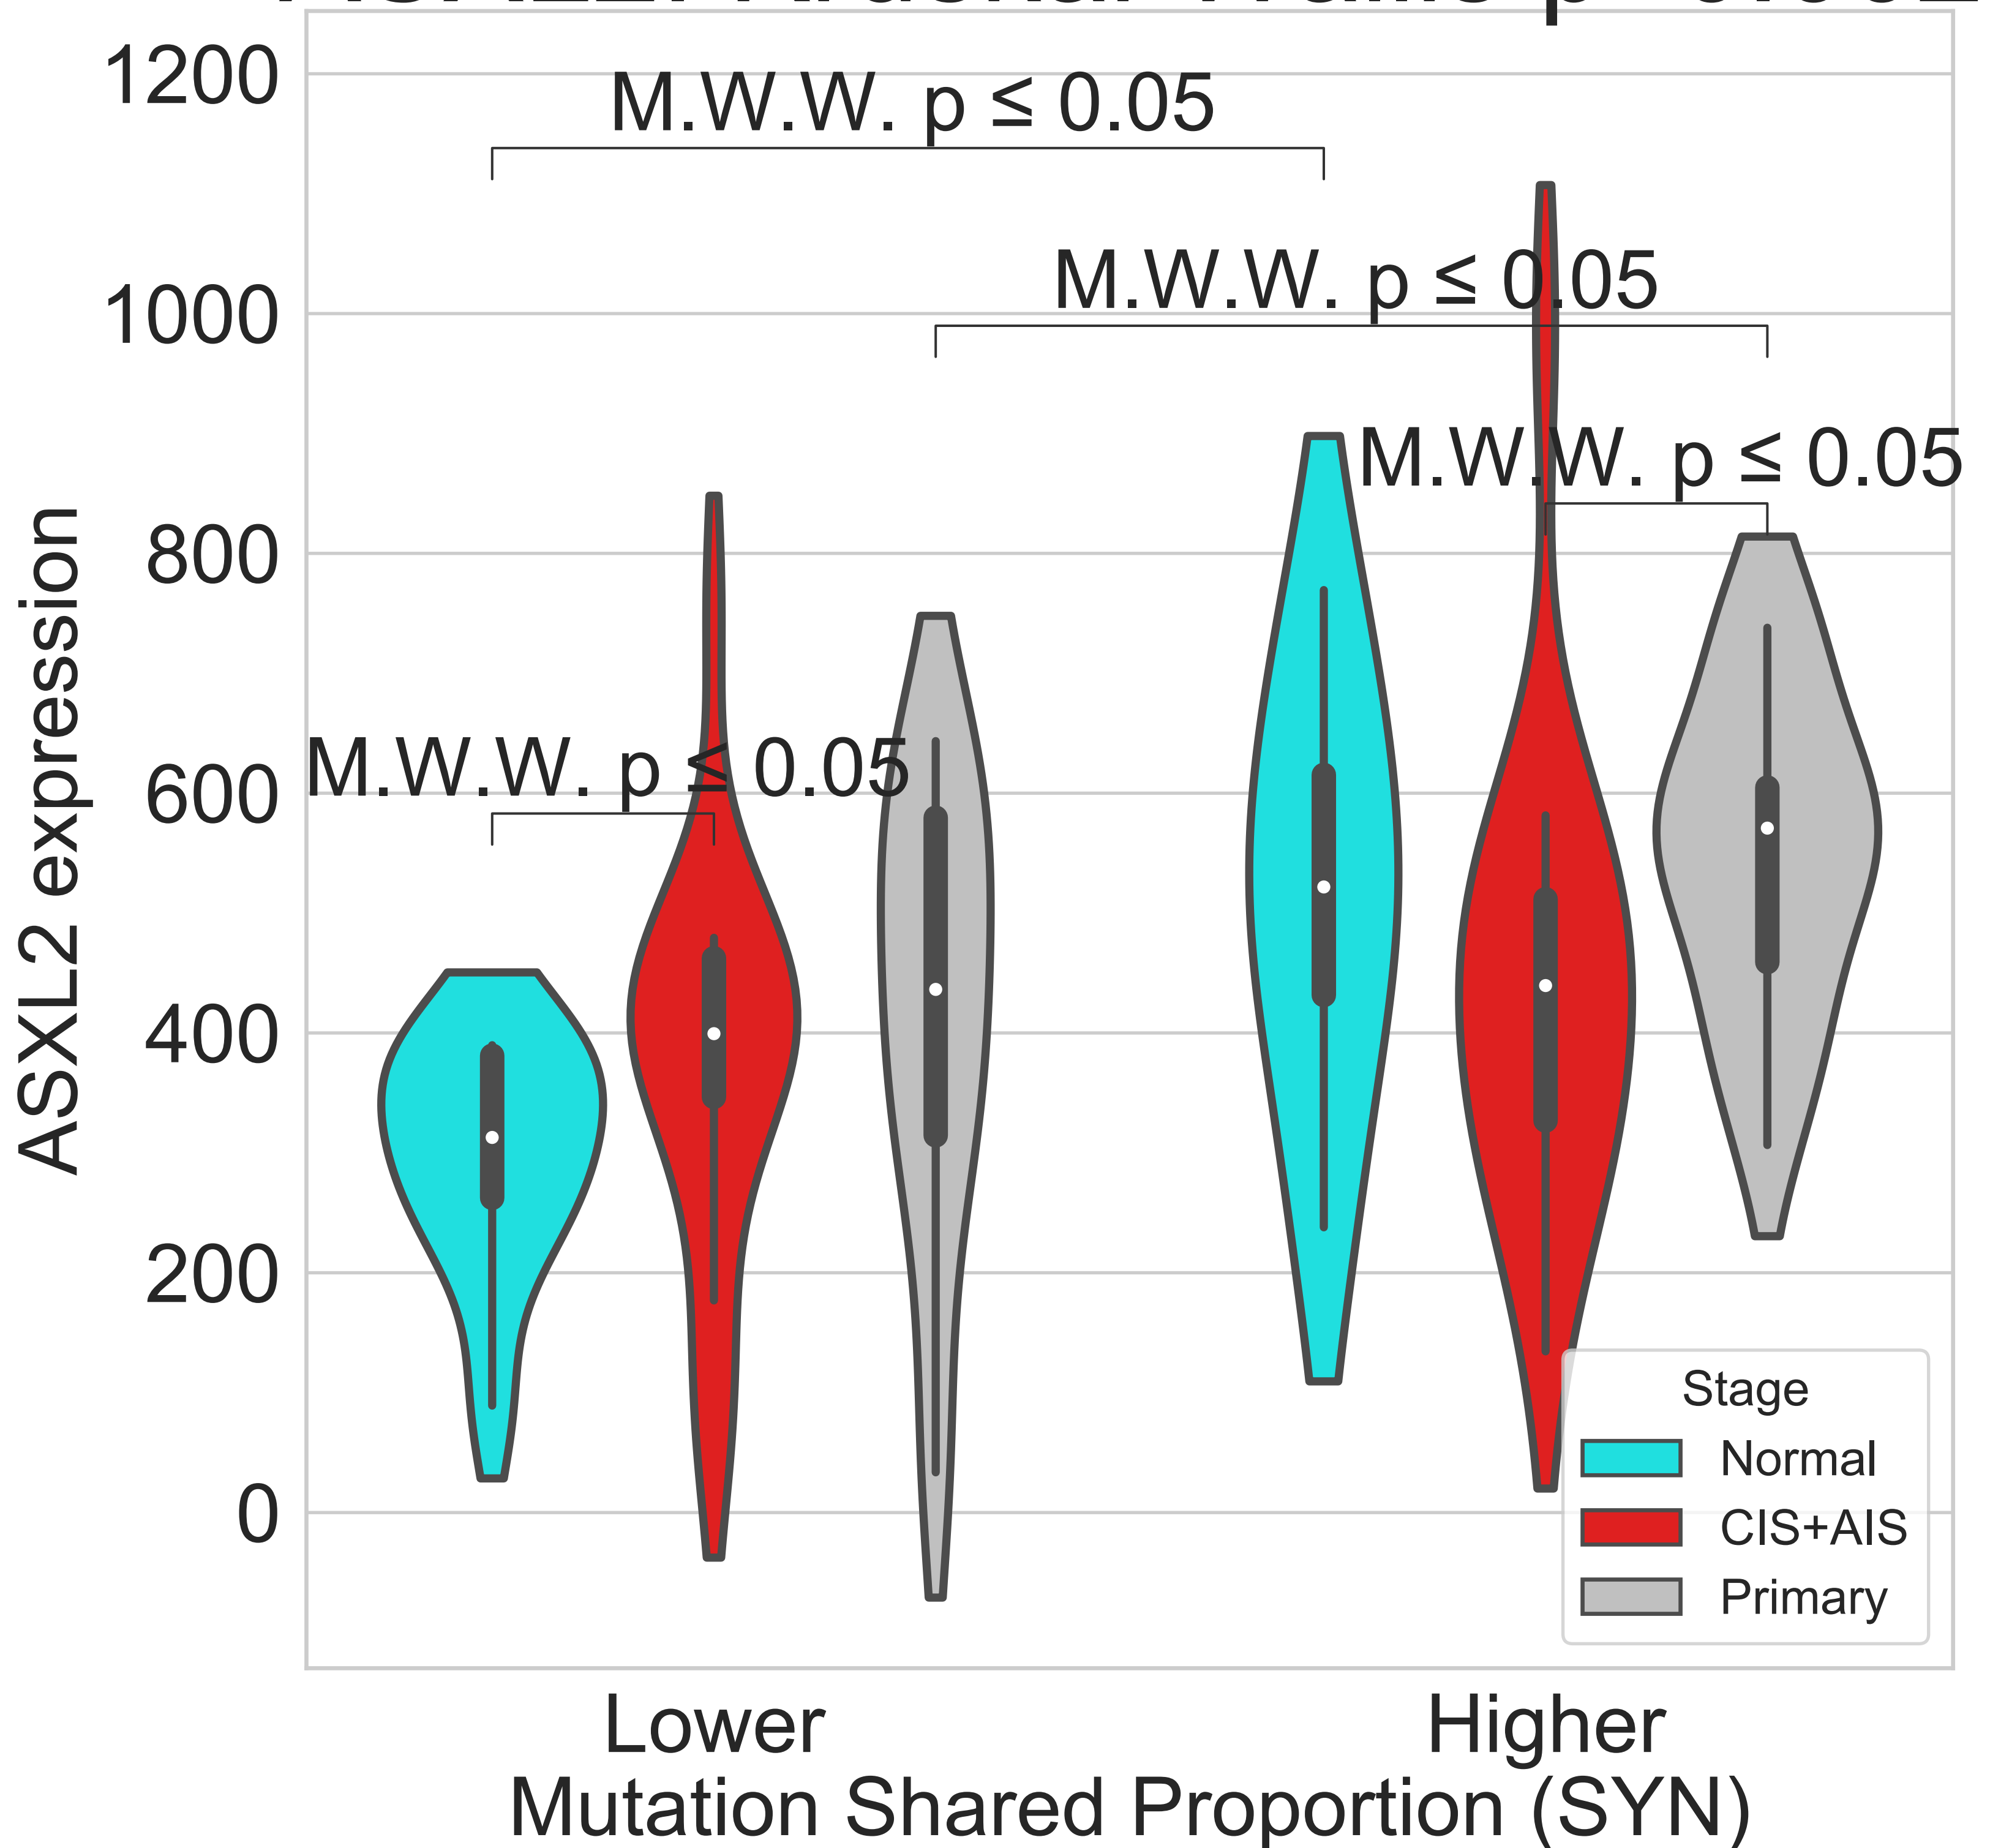 1200
M.W.W. p ≤ 0.05
1000
M.W.W. p ≤ 0.05
M.W.W. p ≤ 0.05
800
M.W.W. p ≤ 0.05
600
400
200
0
ASXL2 expression
Stage
Normal
CIS+AIS
Primary
Lower
Higher
Mutation Shared Proportion (SYN)